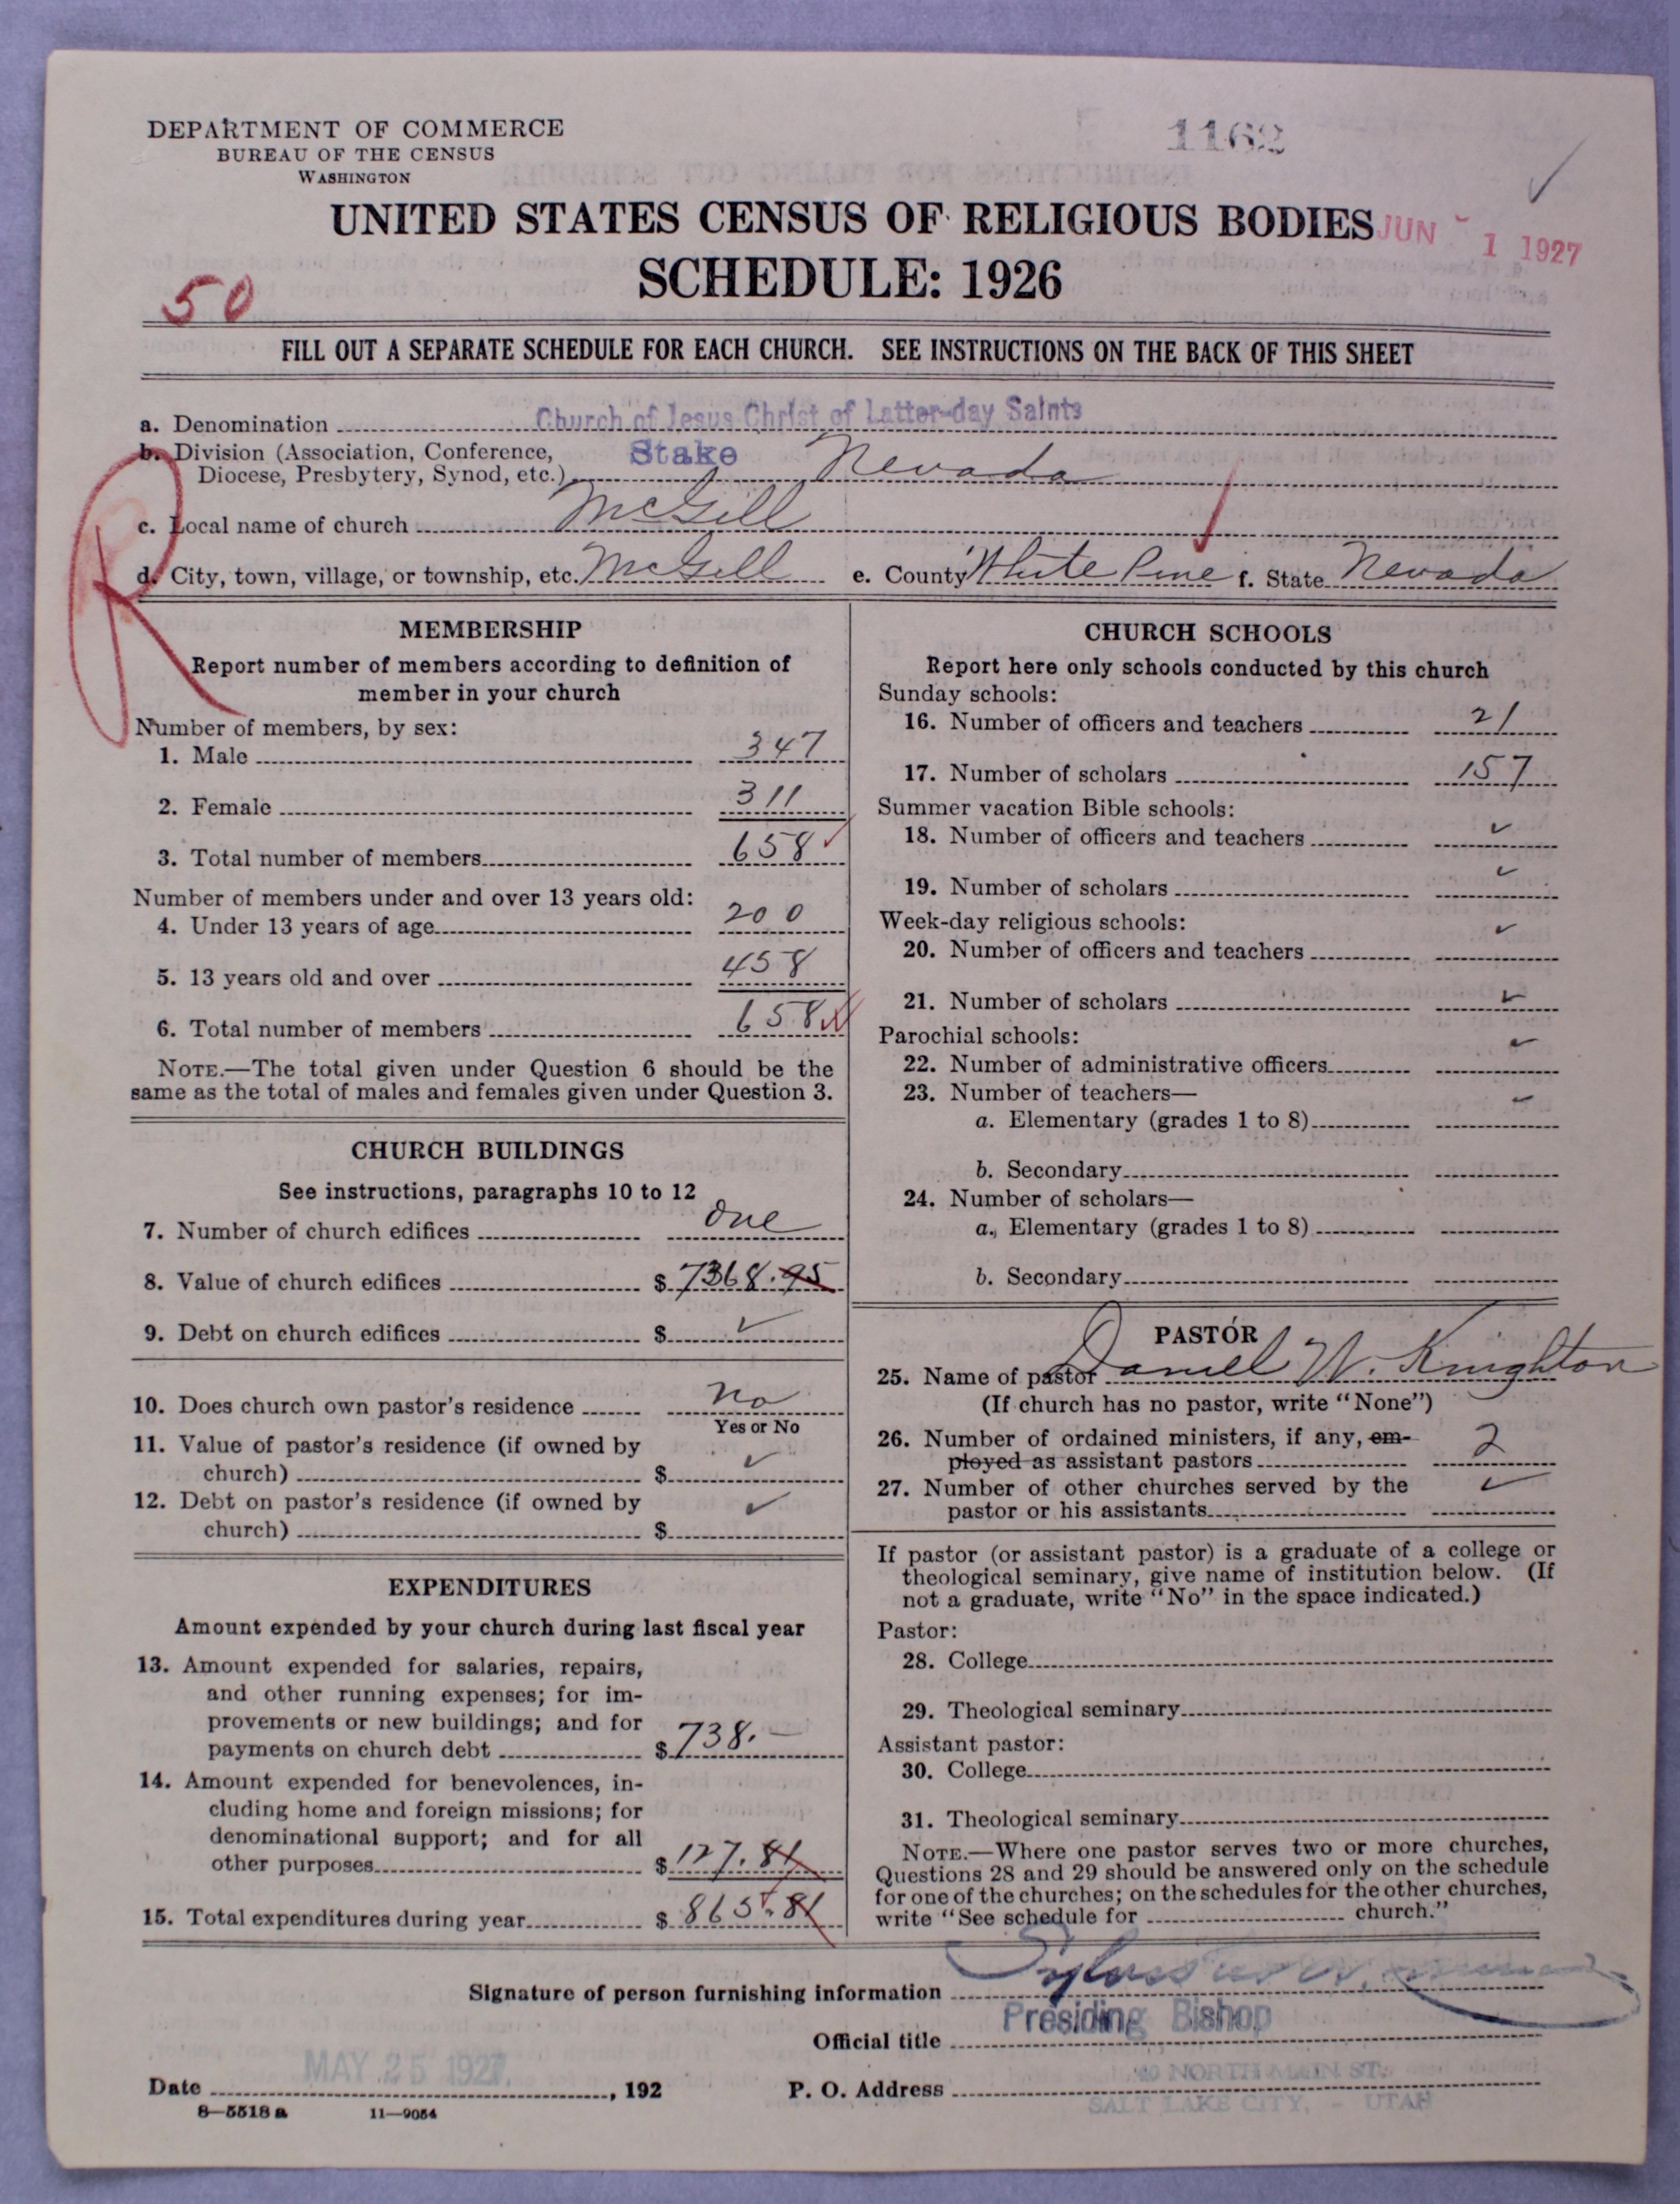 DEPARTMENT OF COMMERCE
BUREAU OF THE CENSUS
WASHINGTON
1162
UNITED STATES CENSUS OF RELIGIOUS BODIES
JUN 1 1927
SCHEDULE: 1926
50
FILL OUT A SEPARATE SCHEDULE FOR EACH CHURCH. SEE INSTRUCTIONS ON THE BACK OF THIS SHEET
a. Denomination Church of Jesus Christ of Latter-day Saints
b. Division (Association, Conference,
Diocese, Presbytery, Synod, etc.) Stake Nevada
R
c. Local name of church McGill
d. City, town, village, or township, etc. McGill e. County White Pine f. State Nevada
MEMBERSHIP
Report number of members according to definition of
member in your church
Number of members, by sex:
1. Male 347
2. Female 311
3. Total number of members 658 ✓
Number of members under and over 13 years old:
4. Under 13 years of age 200
5. 13 years old and over 458
6. Total number of members 658
NOTE.—The total given under Question 6 should be the
same as the total of males and females given under Question 3.
CHURCH BUILDINGS
See instructions, paragraphs 10 to 12
7. Number of church edifices one
8. Value of church edifices $ 7368.95
9. Debt on church edifices $ ✓
10. Does church own pastor's residence no
Yes or No
11. Value of pastor's residence (if owned by
church) $ ✓
12. Debt on pastor's residence (if owned by
church) $ ✓
EXPENDITURES
Amount expended by your church during last fiscal year
13. Amount expended for salaries, repairs,
and other running expenses; for im-
provements or new buildings; and for
payments on church debt $ 738.—
14. Amount expended for benevolences, in-
cluding home and foreign missions; for
denominational support; and for all
other purposes $ 127.81
15. Total expenditures during year $ 865.81
CHURCH SCHOOLS
Report here only schools conducted by this church
Sunday schools:
16. Number of officers and teachers 21
17. Number of scholars 157
Summer vacation Bible schools:
18. Number of officers and teachers ✓
19. Number of scholars ✓
Week-day religious schools:
20. Number of officers and teachers ✓
21. Number of scholars ✓
Parochial schools:
22. Number of administrative officers ✓
23. Number of teachers— ✓
a. Elementary (grades 1 to 8)
b. Secondary
24. Number of scholars—
a. Elementary (grades 1 to 8)
b. Secondary
PASTOR
25. Name of pastor Daniel W. Knighton
(If church has no pastor, write "None")
26. Number of ordained ministers, if any, em-
ployed as assistant pastors 2
27. Number of other churches served by the
pastor or his assistants ✓
If pastor (or assistant pastor) is a graduate of a college or
theological seminary, give name of institution below. (If
not a graduate, write "No" in the space indicated.)
Pastor:
28. College
29. Theological seminary
Assistant pastor:
30. College
31. Theological seminary
NOTE.—Where one pastor serves two or more churches,
Questions 28 and 29 should be answered only on the schedule
for one of the churches; on the schedules for the other churches,
write "See schedule for church."
Signature of person furnishing information
Official title Presiding Bishop
Date MAY 25 1927, 192
P. O. Address 40 NORTH MAIN ST.
SALT LAKE CITY, - UTAH
8—5518 a 11—9054